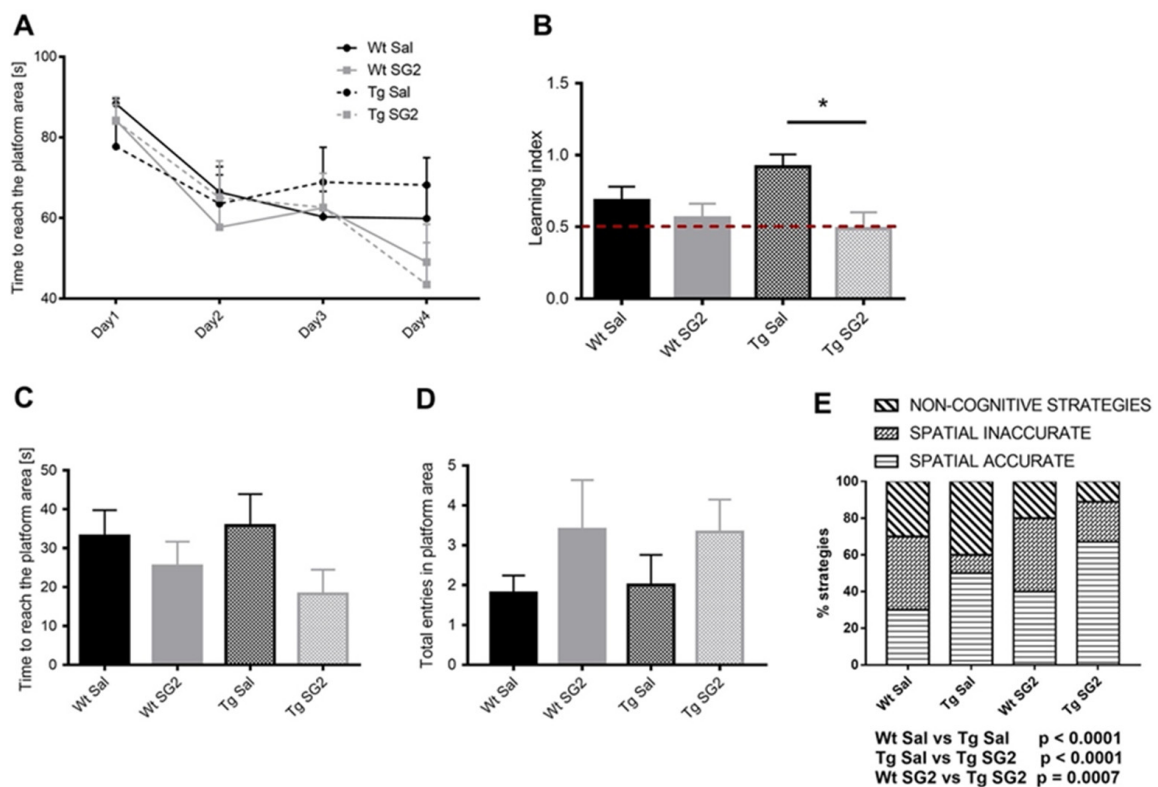 A
Time to reach the platform area [s]
100
80
60
40
Day1
Day2
Day3
Day4
Wt Sal
Wt SG2
Tg Sal
Tg SG2
B
Learning index
1.5
1.0
0.5
0.0
*
Wt Sal
Wt SG2
Tg Sal
Tg SG2
C
Time to reach the platform area [s]
50
40
30
20
10
0
Wt Sal
Wt SG2
Tg Sal
Tg SG2
D
Total entries in platform area
5
4
3
2
1
0
Wt Sal
Wt SG2
Tg Sal
Tg SG2
E
NON-COGNITIVE STRATEGIES
SPATIAL INACCURATE
SPATIAL ACCURATE
% strategies
100
80
60
40
20
0
Wt Sal
Tg Sal
Wt SG2
Tg SG2
Wt Sal vs Tg Sal p < 0.0001
Tg Sal vs Tg SG2 p < 0.0001
Wt SG2 vs Tg SG2 p = 0.0007